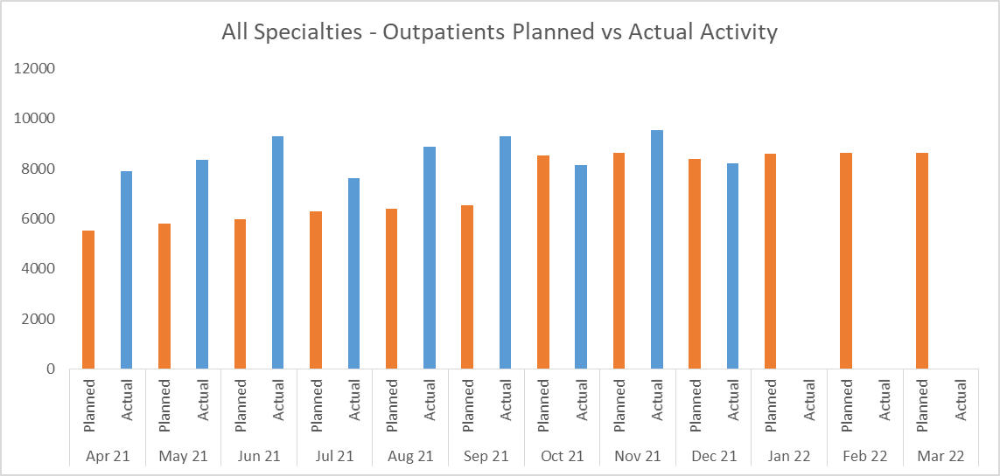 All Specialties - Outpatients Planned vs Actual Activity
12000
10000
8000
6000
4000
2000
0
Planned Actual Planned Actual Planned Actual Planned Actual Planned Actual Planned Actual Planned Actual Planned Actual Planned Actual Planned Actual Planned Actual Planned Actual
Apr 21 May 21 Jun 21 Jul 21 Aug 21 Sep 21 Oct 21 Nov 21 Dec 21 Jan 22 Feb 22 Mar 22